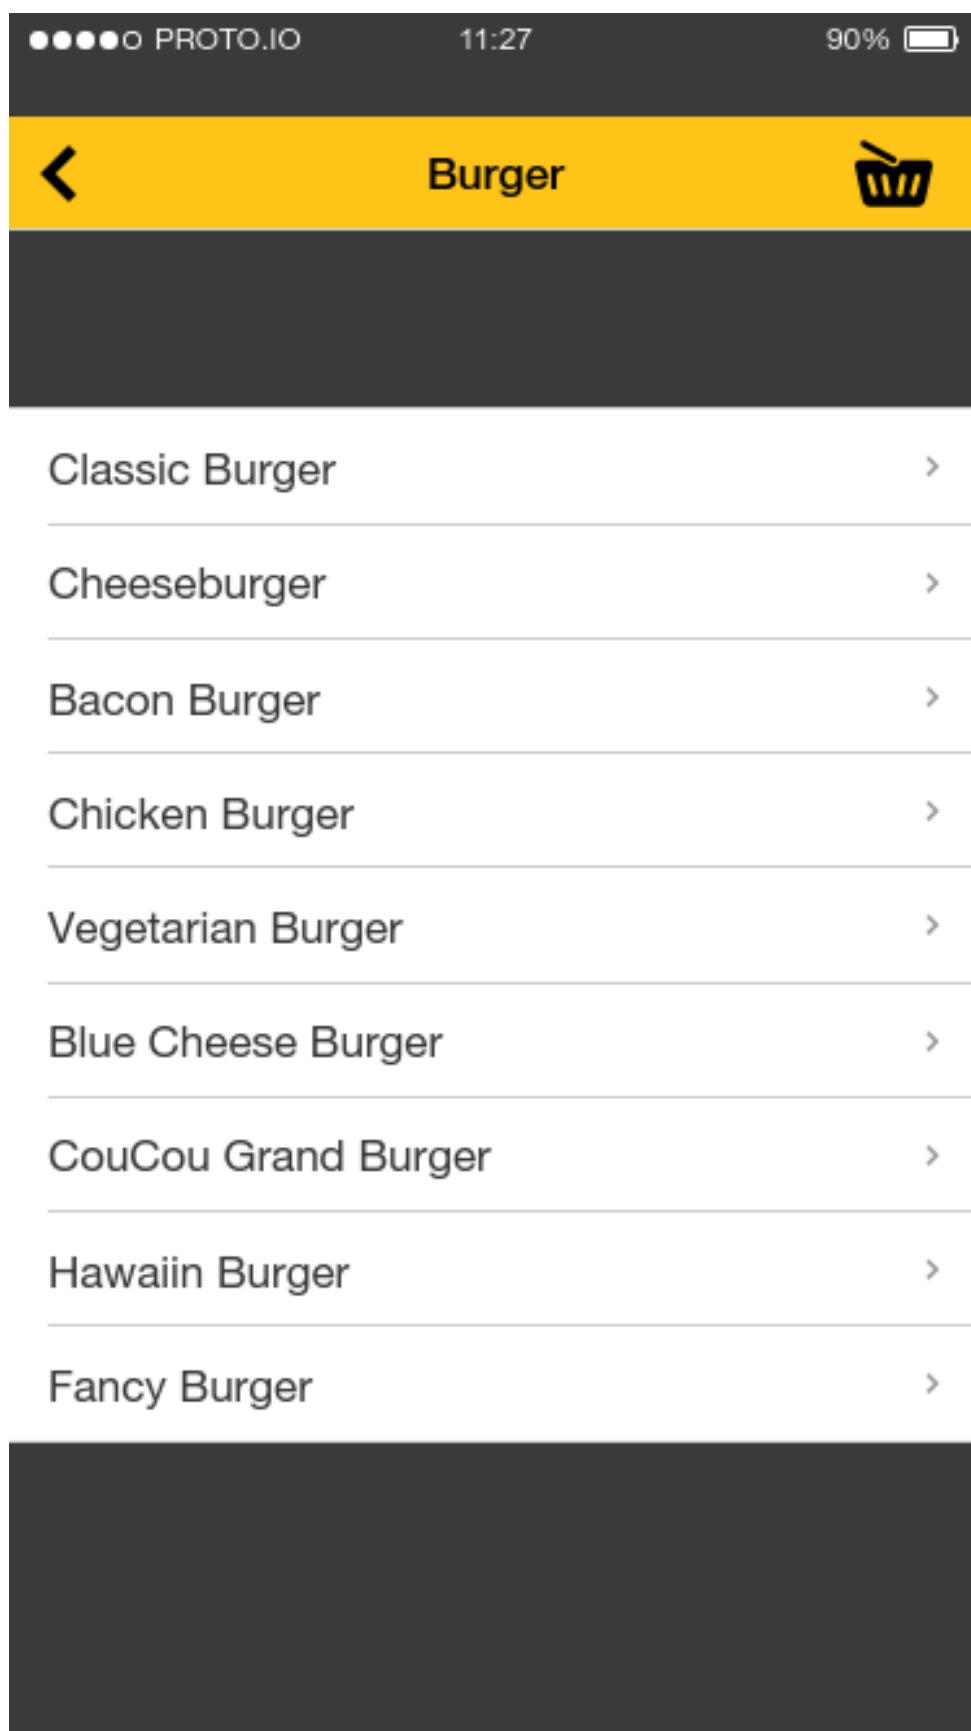 PROTO.IO 11:27 90%
Burger
Classic Burger
Cheeseburger
Bacon Burger
Chicken Burger
Vegetarian Burger
Blue Cheese Burger
CouCou Grand Burger
Hawaiin Burger
Fancy Burger